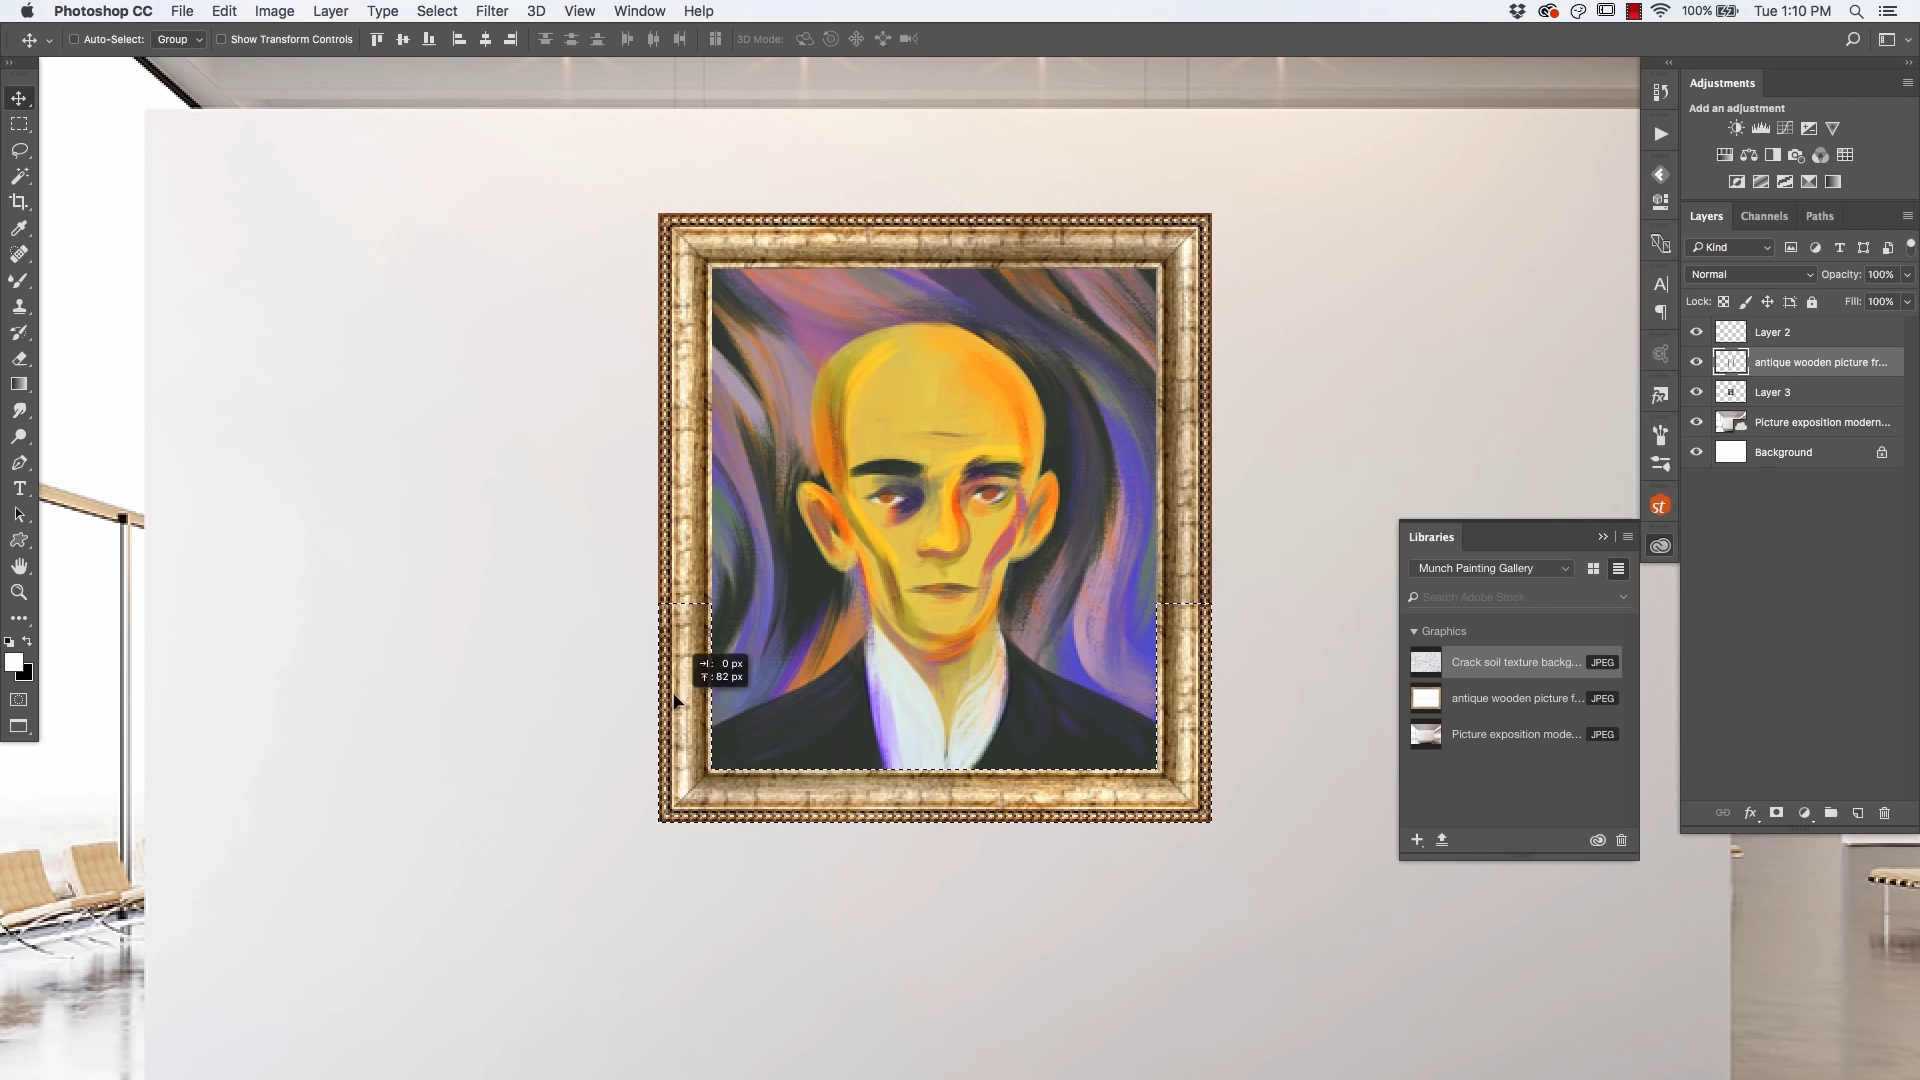 Photoshop CC File Edit Image Layer Type Select Filter 3D View Window Help 100% Tue 1:10 PM
Auto-Select: Group Show Transform Controls 3D Mode:
Adjustments
Add an adjustment
Layers Channels Paths
Kind
Normal Opacity: 100%
Lock: Fill: 100%
Layer 2
antique wooden picture fr...
Layer 3
Picture exposition modern...
Background
Libraries
Munch Painting Gallery
Search Adobe Stock
Graphics
Crack soil texture backg... JPEG
antique wooden picture f... JPEG
Picture exposition mode... JPEG
: 0 px
: 82 px
A
st
fx
fx
T
T